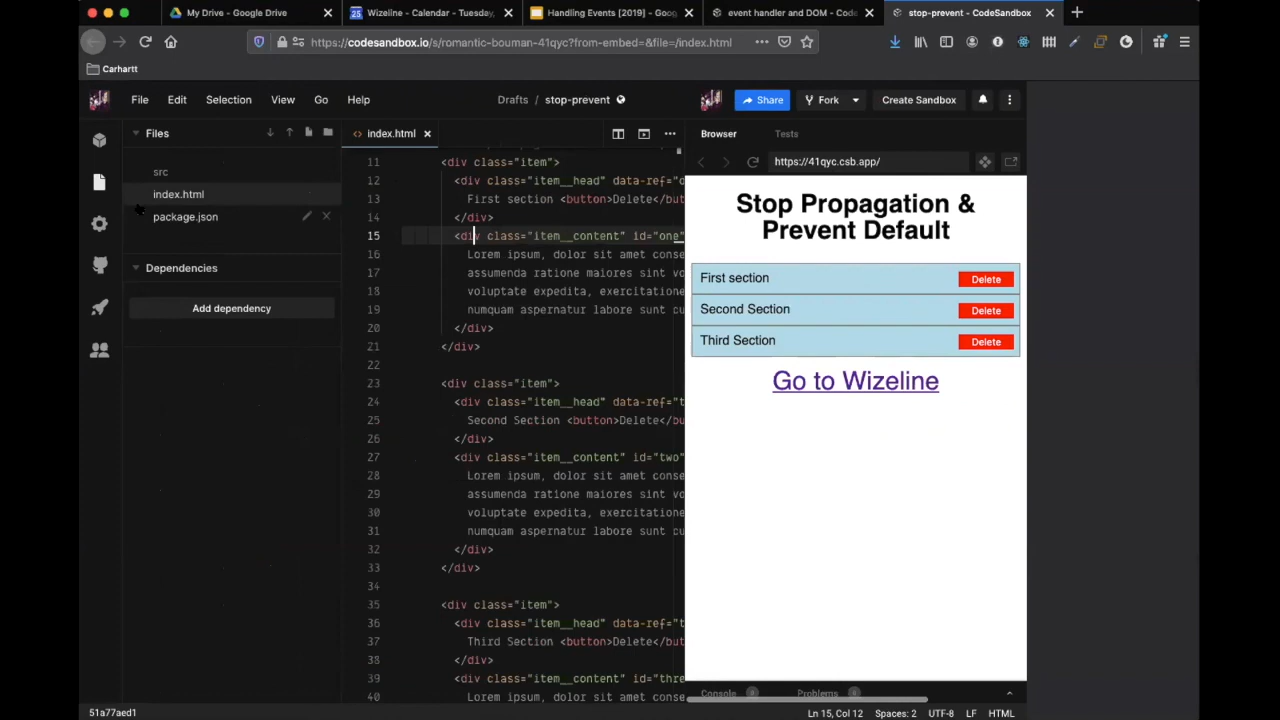 My Drive - Google Drive
Wizeline - Calendar - Tuesday,
Handling Events [2019] - Goog
event handler and DOM - Code
stop-prevent - CodeSandbox
https://codesandbox.io/s/romantic-bouman-41qyc?from-embed=&file=/index.html
Carhartt
File Edit Selection View Go Help
Drafts / stop-prevent
Share Fork Create Sandbox
Files
src
index.html
package.json
Dependencies
Add dependency
index.html
11 <div class="item">
12 <div class="item__head" data-ref="o
13 First section <button>Delete</bu
14 </div>
15 <div class="item__content" id="one"
16 Lorem ipsum, dolor sit amet conse
17 assumenda ratione maiores sint vo
18 voluptate expedita, exercitatione
19 numquam aspernatur labore sunt cu
20 </div>
21 </div>
22
23 <div class="item">
24 <div class="item__head" data-ref="t
25 Second Section <button>Delete</bu
26 </div>
27 <div class="item__content" id="two"
28 Lorem ipsum, dolor sit amet conse
29 assumenda ratione maiores sint vo
30 voluptate expedita, exercitatione
31 numquam aspernatur labore sunt cu
32 </div>
33 </div>
34
35 <div class="item">
36 <div class="item__head" data-ref="t
37 Third Section <button>Delete</bu
38 </div>
39 <div class="item__content" id="thre
40 Lorem ipsum, dolor sit amet conse
Browser Tests
https://41qyc.csb.app/
Stop Propagation &
Prevent Default
First section Delete
Second Section Delete
Third Section Delete
Go to Wizeline
Console Problems
51a77aed1
Ln 15, Col 12 Spaces: 2 UTF-8 LF HTML